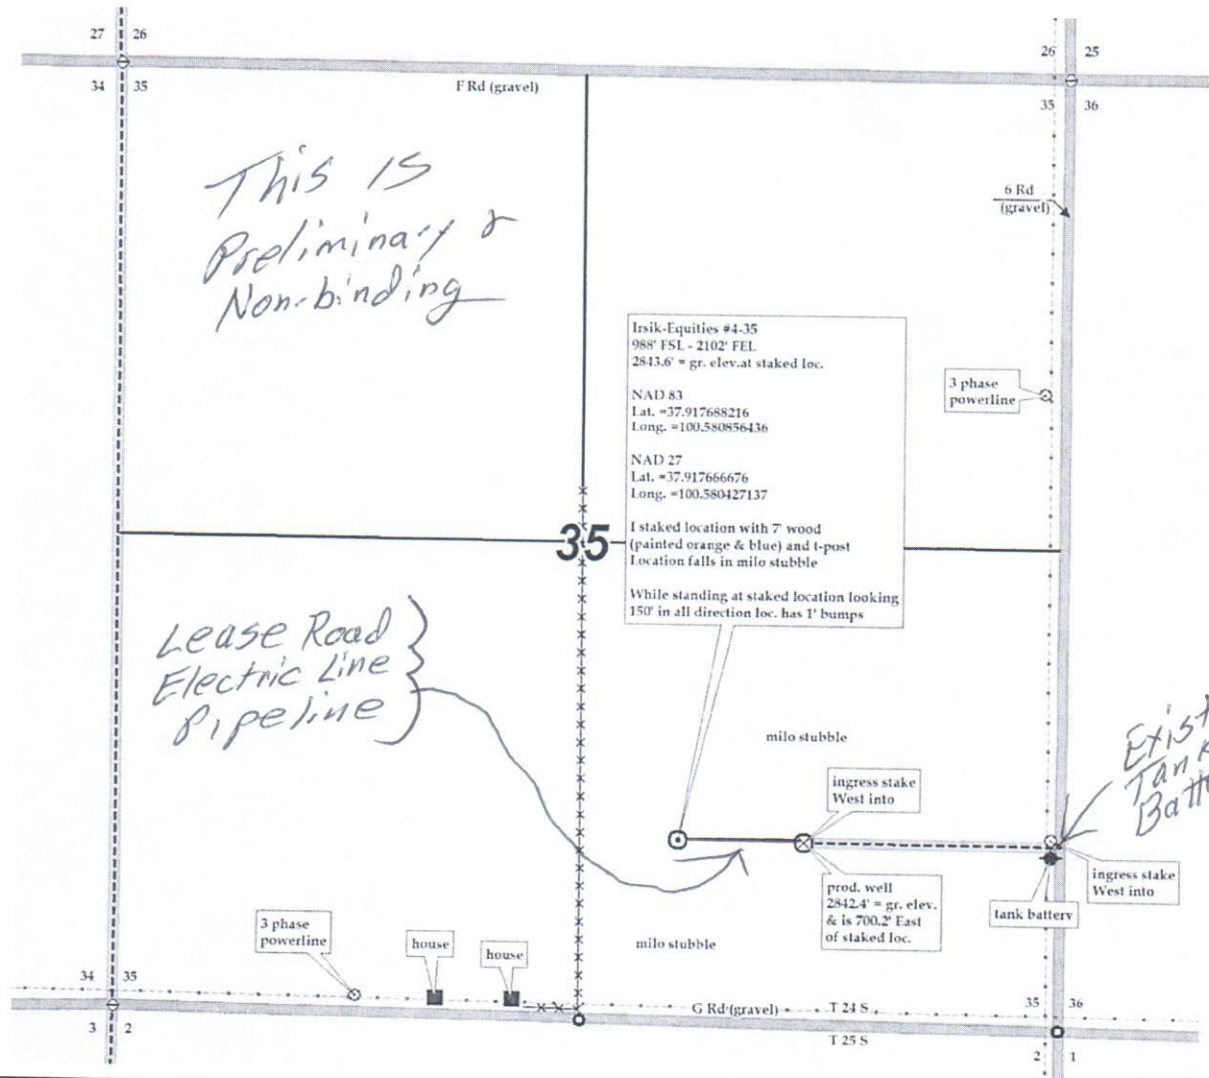 27 26
34 35
F Rd (gravel)
26 25
35 36
This is
Preliminary &
Non-binding
6 Rd
(gravel)
Irsik-Equities #4-35
988' FSL - 2102' FEL
2843.6' = gr. elev.at staked loc.
NAD 83
Lat. =37.917688216
Long. =100.580856436
NAD 27
Lat. =37.917666676
Long. =100.580427137
I staked location with 7' wood
(painted orange & blue) and t-post
Location falls in milo stubble
While standing at staked location looking
150' in all direction loc. has 1' bumps
3 phase
powerline
35
Lease Road
Electric Line
Pipeline
milo stubble
ingress stake
West into
Exist
Tank
Batt
prod. well
2842.4' = gr. elev.
& is 700.2' East
of staked loc.
ingress stake
West into
tank battery
3 phase
powerline
house
house
milo stubble
34 35
3 2
G Rd (gravel)
T 24 S
T 25 S
35 36
2 1